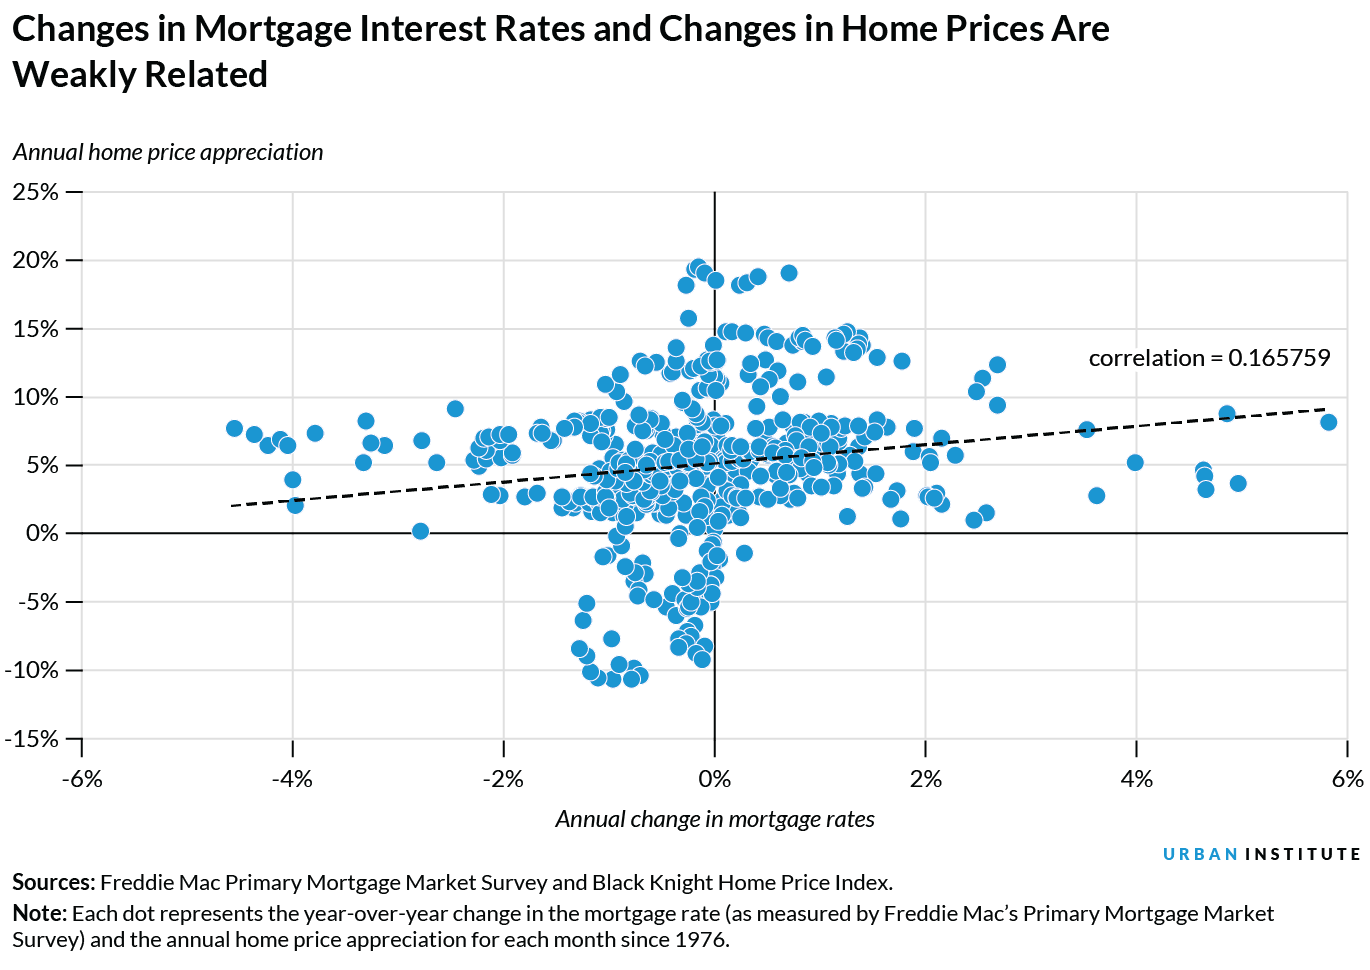 Changes in Mortgage Interest Rates and Changes in Home Prices Are
Weakly Related
Annual home price appreciation
25%
20%
15%
correlation = 0.165759
10%
5%
0%
-5%
-10%
-15%
-6%
-4%
-2%
0%
2%
4%
6%
Annual change in mortgage rates
URBAN INSTITUTE
Sources: Freddie Mac Primary Mortgage Market Survey and Black Knight Home Price Index.
Note: Each dot represents the year-over-year change in the mortgage rate (as measured by Freddie Mac’s Primary Mortgage Market
Survey) and the annual home price appreciation for each month since 1976.